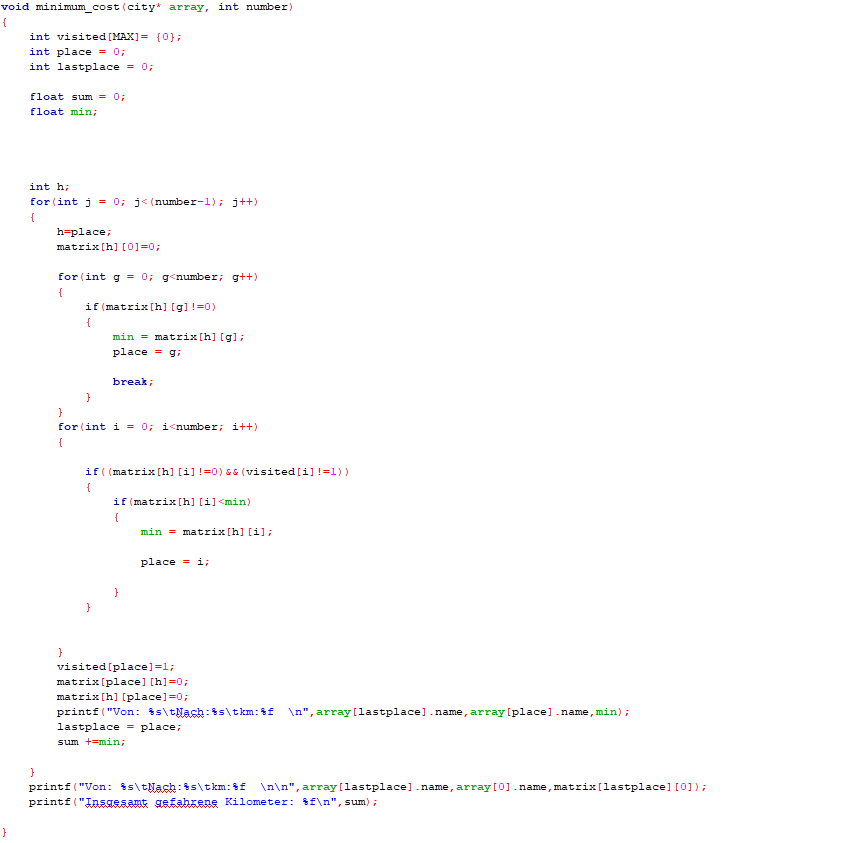 void minimum_cost(city* array, int number)
{
    int visited[MAX]= {0};
    int place = 0;
    int lastplace = 0;
    float sum = 0;
    float min;
    int h;
    for(int j = 0; j<(number-1); j++)
    {
        h=place;
        matrix[h][0]=0;
        for(int g = 0; g<number; g++)
        {
            if(matrix[h][g]!=0)
            {
                min = matrix[h][g];
                place = g;
                break;
            }
        }
        for(int i = 0; i<number; i++)
        {
            if((matrix[h][i]!=0)&&(visited[i]!=1))
            {
                if(matrix[h][i]<min)
                {
                    min = matrix[h][i];
                    place = i;
                }
            }
        }
        visited[place]=1;
        matrix[place][h]=0;
        matrix[h][place]=0;
        printf("Von: %s\tNach:%s\tkm:%f  \n",array[lastplace].name,array[place].name,min);
        lastplace = place;
        sum +=min;
    }
    printf("Von: %s\tNach:%s\tkm:%f  \n\n",array[lastplace].name,array[0].name,matrix[lastplace][0]);
    printf("Insgesamt gefahrene Kilometer: %f\n",sum);
}